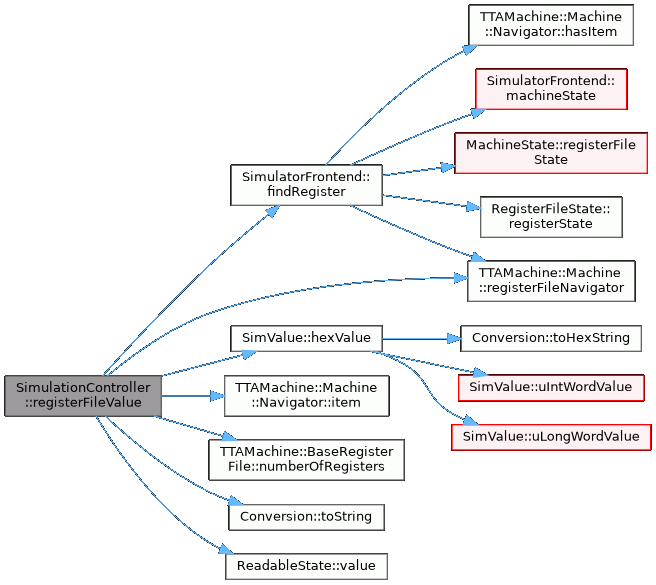 TTAMachine::Machine
::Navigator::hasItem
SimulatorFrontend::
machineState
MachineState::registerFile
State
SimulatorFrontend::
findRegister
RegisterFileState::
registerState
TTAMachine::Machine
::registerFileNavigator
SimValue::hexValue
Conversion::toHexString
SimulationController
::registerFileValue
TTAMachine::Machine
::Navigator::item
SimValue::uIntWordValue
SimValue::uLongWordValue
TTAMachine::BaseRegister
File::numberOfRegisters
Conversion::toString
ReadableState::value